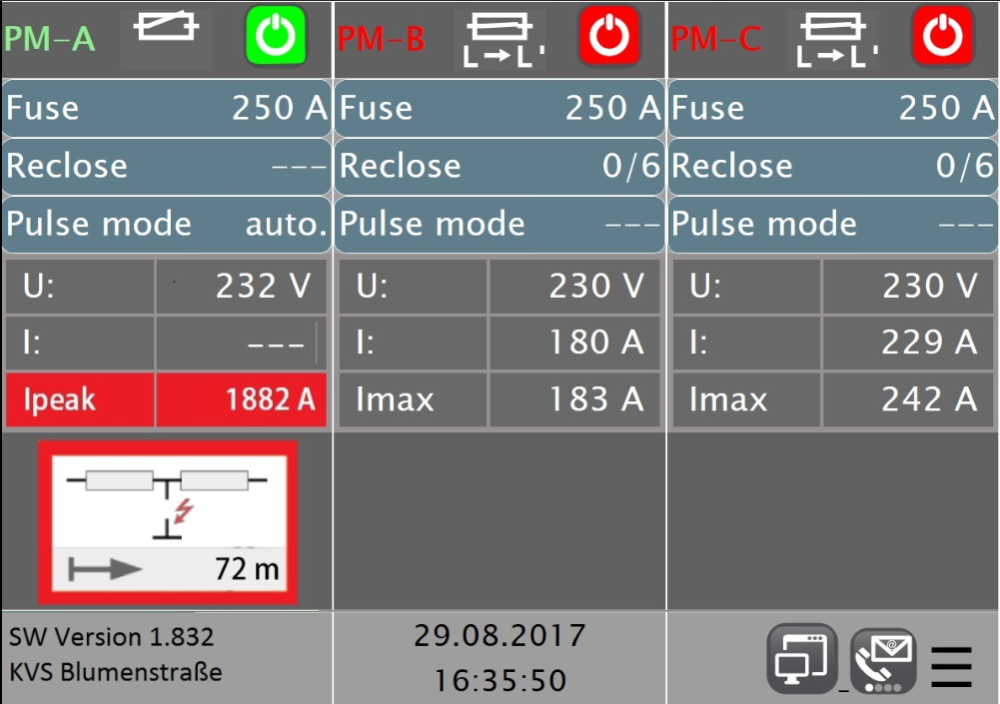 PM-A
PM-B
L→L'
PM-C
L→L'
Fuse 250 A
Fuse 250 A
Fuse 250 A
Reclose ---
Reclose 0/6
Reclose 0/6
Pulse mode auto.
Pulse mode ---
Pulse mode ---
U: 232 V
U: 230 V
U: 230 V
I: ---
I: 180 A
I: 229 A
Ipeak 1882 A
Imax 183 A
Imax 242 A
72 m
SW Version 1.832
KVS Blumenstraße
29.08.2017
16:35:50
@